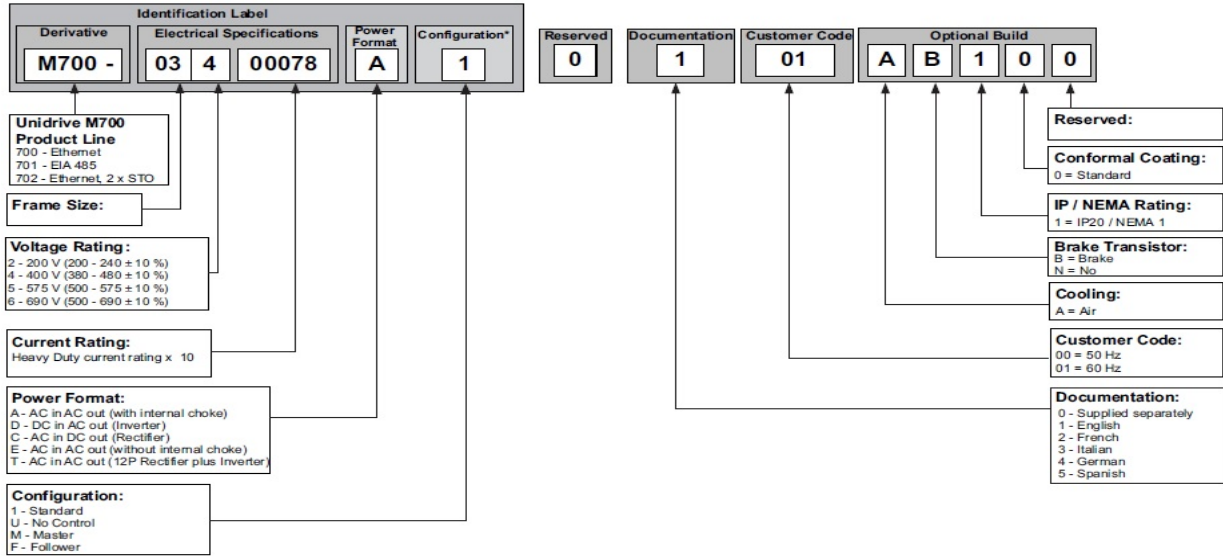 Identification Label
Derivative
Electrical Specifications
Power Format
Configuration*
Reserved
Documentation
Customer Code
Optional Build
M700 - 03 4 00078 A 1 0 1 01 A B 1 0 0
Unidrive M700
Product Line
700 - Ethernet
701 - EIA 485
702 - Ethernet, 2 x STO
Frame Size:
Voltage Rating:
2 - 200 V (200 - 240 ± 10 %)
4 - 400 V (380 - 480 ± 10 %)
5 - 575 V (500 - 575 ± 10 %)
6 - 690 V (500 - 690 ± 10 %)
Current Rating:
Heavy Duty current rating x 10
Power Format:
A - AC in AC out (with internal choke)
D - DC in AC out (Inverter)
C - AC in DC out (Rectifier)
E - AC in AC out (without internal choke)
T - AC in AC out (12P Rectifier plus Inverter)
Configuration:
1 - Standard
U - No Control
M - Master
F - Follower
Reserved:
Conformal Coating:
0 = Standard
IP / NEMA Rating:
1 = IP20 / NEMA 1
Brake Transistor:
B = Brake
N = No
Cooling:
A = Air
Customer Code:
00 = 50 Hz
01 = 60 Hz
Documentation:
0 - Supplied separately
1 - English
2 - French
3 - Italian
4 - German
5 - Spanish